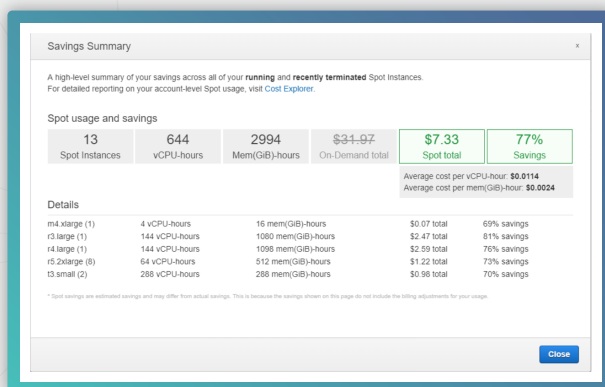 Savings Summary x
A high-level summary of your savings across all of your running and recently terminated Spot Instances.
For detailed reporting on your account-level Spot usage, visit Cost Explorer.
Spot usage and savings
13 644 2994 $31.97 $7.33 77%
Spot Instances vCPU-hours Mem(GiB)-hours On-Demand total Spot total Savings
Average cost per vCPU-hour: $0.0114
Average cost per mem(GiB)-hour: $0.0024
Details
m4.xlarge (1) 4 vCPU-hours 16 mem(GiB)-hours $0.07 total 69% savings
r3.large (1) 144 vCPU-hours 1080 mem(GiB)-hours $2.47 total 81% savings
r4.large (1) 144 vCPU-hours 1098 mem(GiB)-hours $2.59 total 76% savings
r5.2xlarge (8) 64 vCPU-hours 512 mem(GiB)-hours $1.22 total 73% savings
t3.small (2) 288 vCPU-hours 288 mem(GiB)-hours $0.98 total 70% savings
* Spot savings are estimated savings and may differ from actual savings. This is because the savings shown on this page do not include the billing adjustments for your usage.
Close